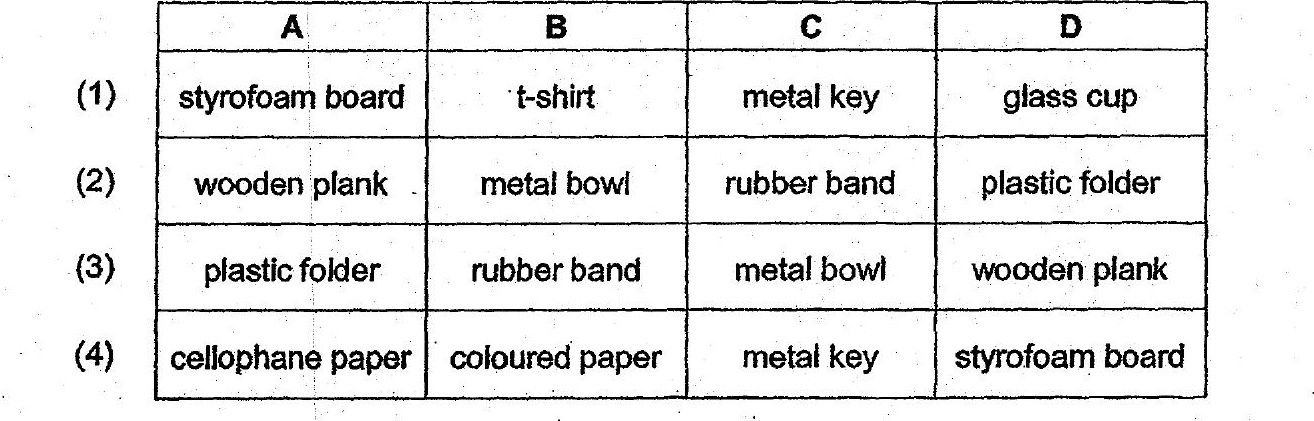 A B C D
(1) styrofoam board t-shirt metal key glass cup
(2) wooden plank metal bowl rubber band plastic folder
(3) plastic folder rubber band metal bowl wooden plank
(4) cellophane paper coloured paper metal key styrofoam board